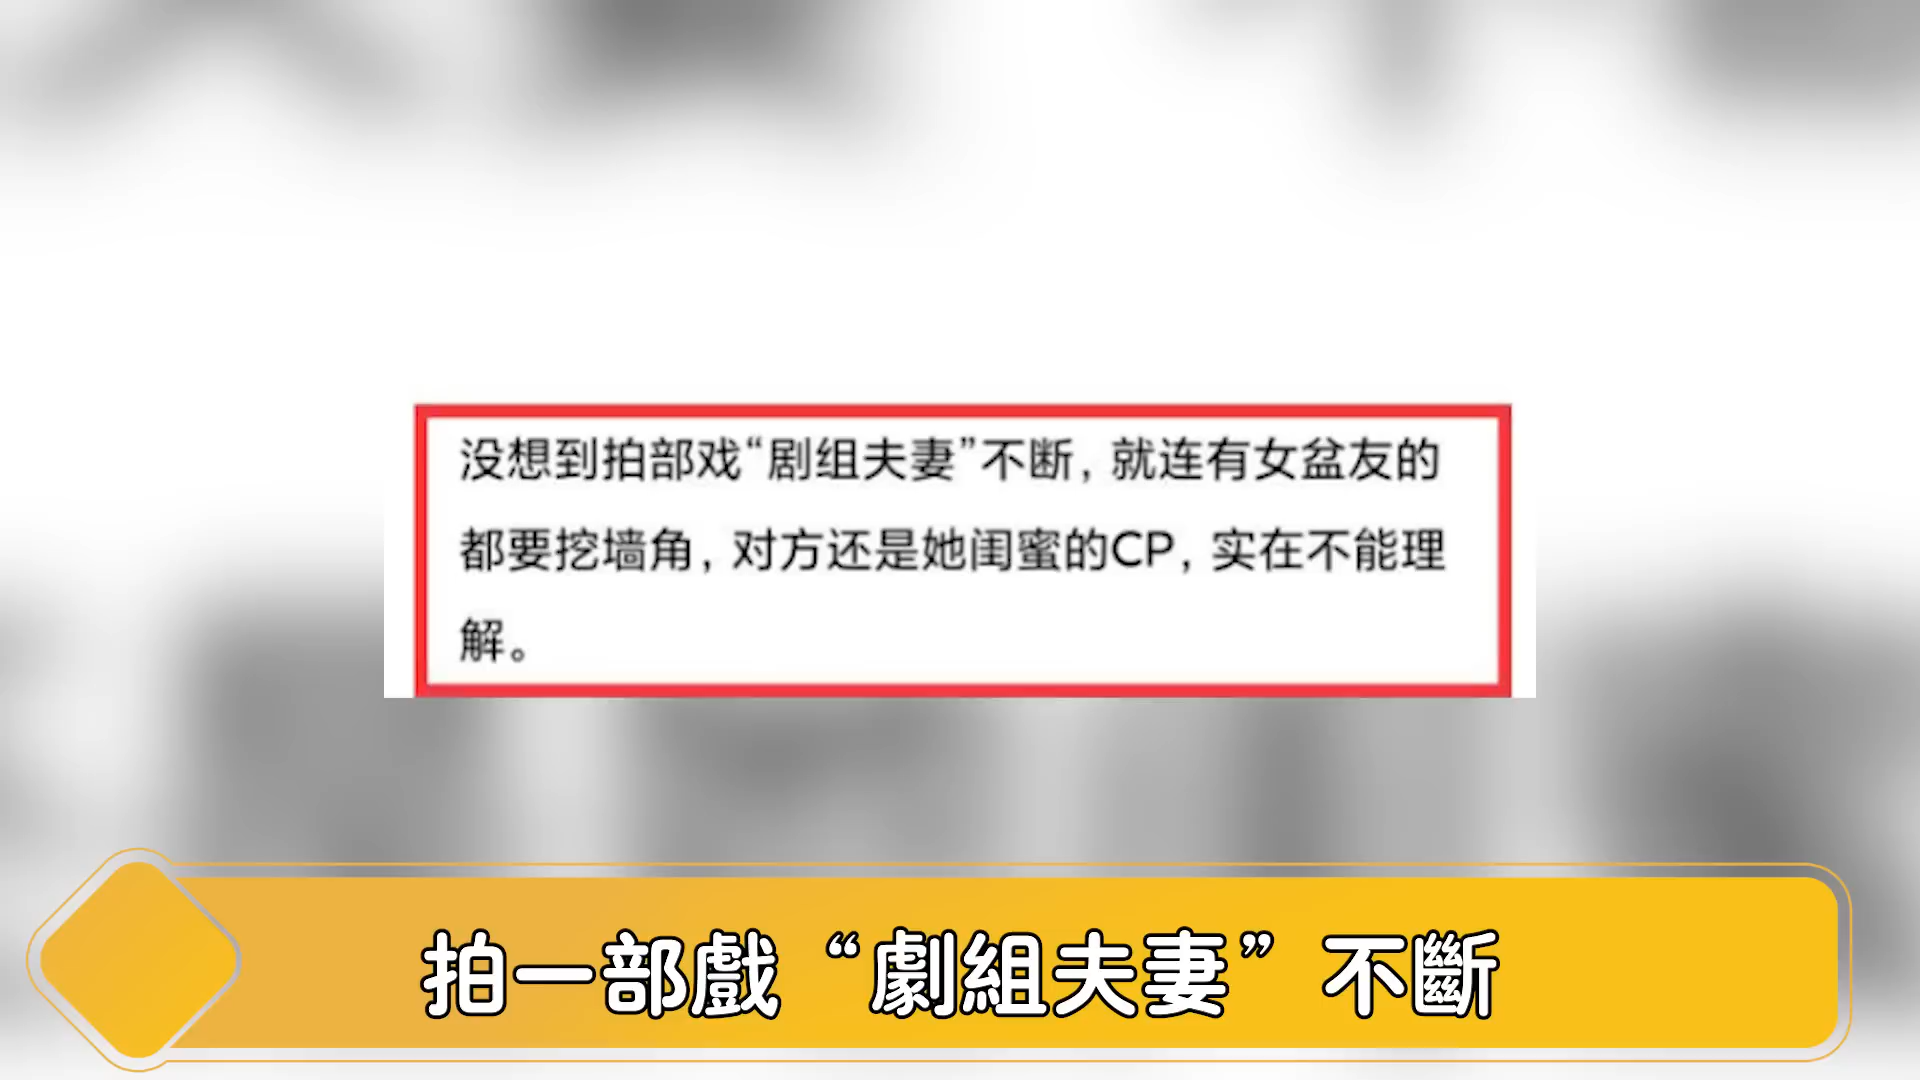 没想到拍部戏“剧组夫妻”不断，就连有女盆友的
都要挖墙角，对方还是她闺蜜的CP，实在不能理
解。
拍一部戲“劇組夫妻”不斷